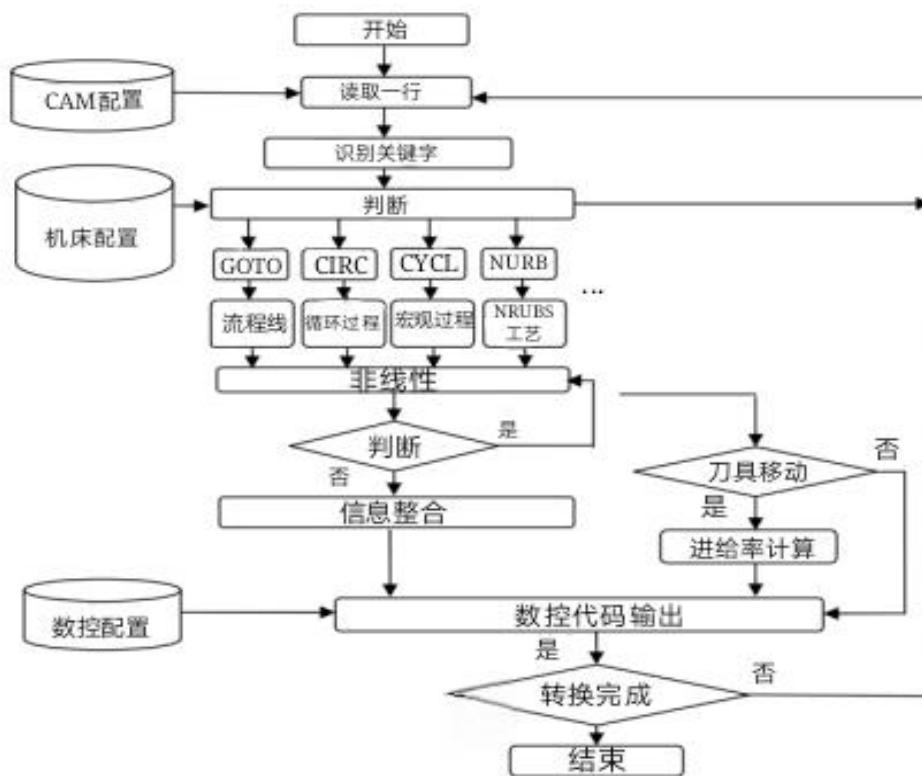 开始
CAM配置
读取一行
识别关键字
机床配置
判断
GOTO
CIRC
CYCL
NURB
...
流程线
循环过程
宏观过程
NRUBS
工艺
非线性
判断
是
否
刀具移动
否
是
信息整合
进给率计算
数控配置
数控代码输出
是
转换完成
否
结束